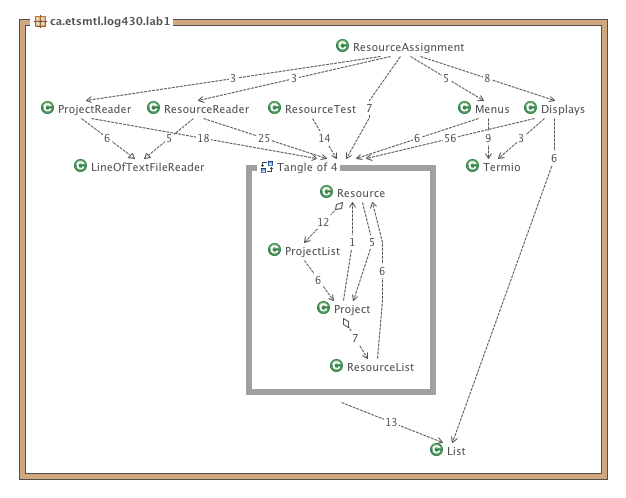 ca.etsmtl.log430.lab1
C ResourceAssignment
3 3 7 5 8
C ProjectReader C ResourceReader C ResourceTest C Menus C Displays
6 18 5 25 14 6 56 9 3 6
C LineOfTextFileReader C Termio
Tangle of 4
C Resource
12 1 5
C ProjectList
6 6
C Project
7
C ResourceList
13
C List